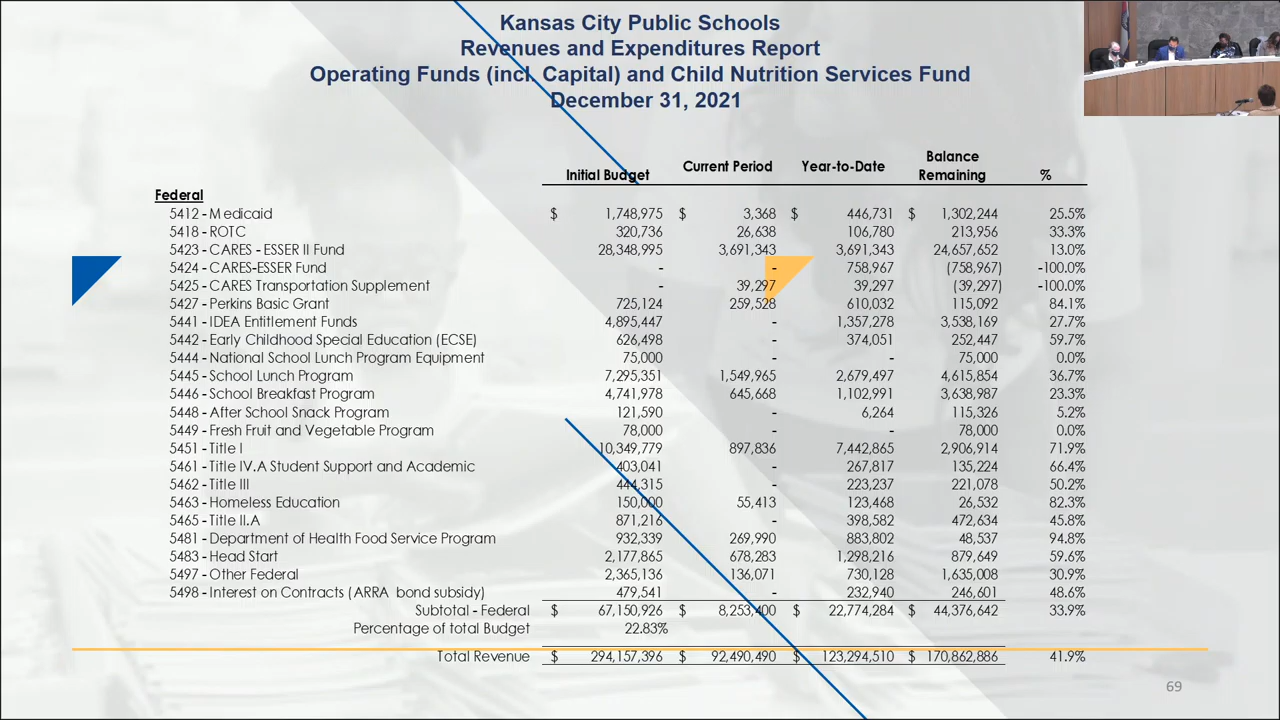 Kansas City Public Schools
Revenues and Expenditures Report
Operating Funds (incl. Capital) and Child Nutrition Services Fund
December 31, 2021
Initial Budget Current Period Year-to-Date Balance Remaining %
Federal
5412 - Medicaid $ 1,748,975 $ 3,368 $ 446,731 $ 1,302,244 25.5%
5418 - ROTC 320,736 26,638 106,780 213,956 33.3%
5423 - CARES - ESSER II Fund 28,348,995 3,691,343 3,691,343 24,657,652 13.0%
5424 - CARES-ESSER Fund - - 758,967 (758,967) -100.0%
5425 - CARES Transportation Supplement - 39,297 39,297 (39,297) -100.0%
5427 - Perkins Basic Grant 725,124 259,528 610,032 115,092 84.1%
5441 - IDEA Entitlement Funds 4,895,447 - 1,357,278 3,538,169 27.7%
5442 - Early Childhood Special Education (ECSE) 626,498 - 374,051 252,447 59.7%
5444 - National School Lunch Program Equipment 75,000 - - 75,000 0.0%
5445 - School Lunch Program 7,295,351 1,549,965 2,679,497 4,615,854 36.7%
5446 - School Breakfast Program 4,741,978 645,668 1,102,991 3,638,987 23.3%
5448 - After School Snack Program 121,590 - 6,264 115,326 5.2%
5449 - Fresh Fruit and Vegetable Program 78,000 - - 78,000 0.0%
5451 - Title I 10,349,779 897,836 7,442,865 2,906,914 71.9%
5461 - Title IV.A Student Support and Academic 403,041 - 267,817 135,224 66.4%
5462 - Title III 444,315 - 223,237 221,078 50.2%
5463 - Homeless Education 150,000 55,413 123,468 26,532 82.3%
5465 - Title II.A 871,216 - 398,582 472,634 45.8%
5481 - Department of Health Food Service Program 932,339 269,990 883,802 48,537 94.8%
5483 - Head Start 2,177,865 678,283 1,298,216 879,649 59.6%
5497 - Other Federal 2,365,136 136,071 730,128 1,635,008 30.9%
5498 - Interest on Contracts (ARRA bond subsidy) 479,541 - 232,940 246,601 48.6%
Subtotal - Federal $ 67,150,926 $ 8,253,400 $ 22,774,284 $ 44,376,642 33.9%
Percentage of total Budget 22.83%
Total Revenue $ 294,157,396 $ 92,490,490 $ 123,294,510 $ 170,862,886 41.9%
69